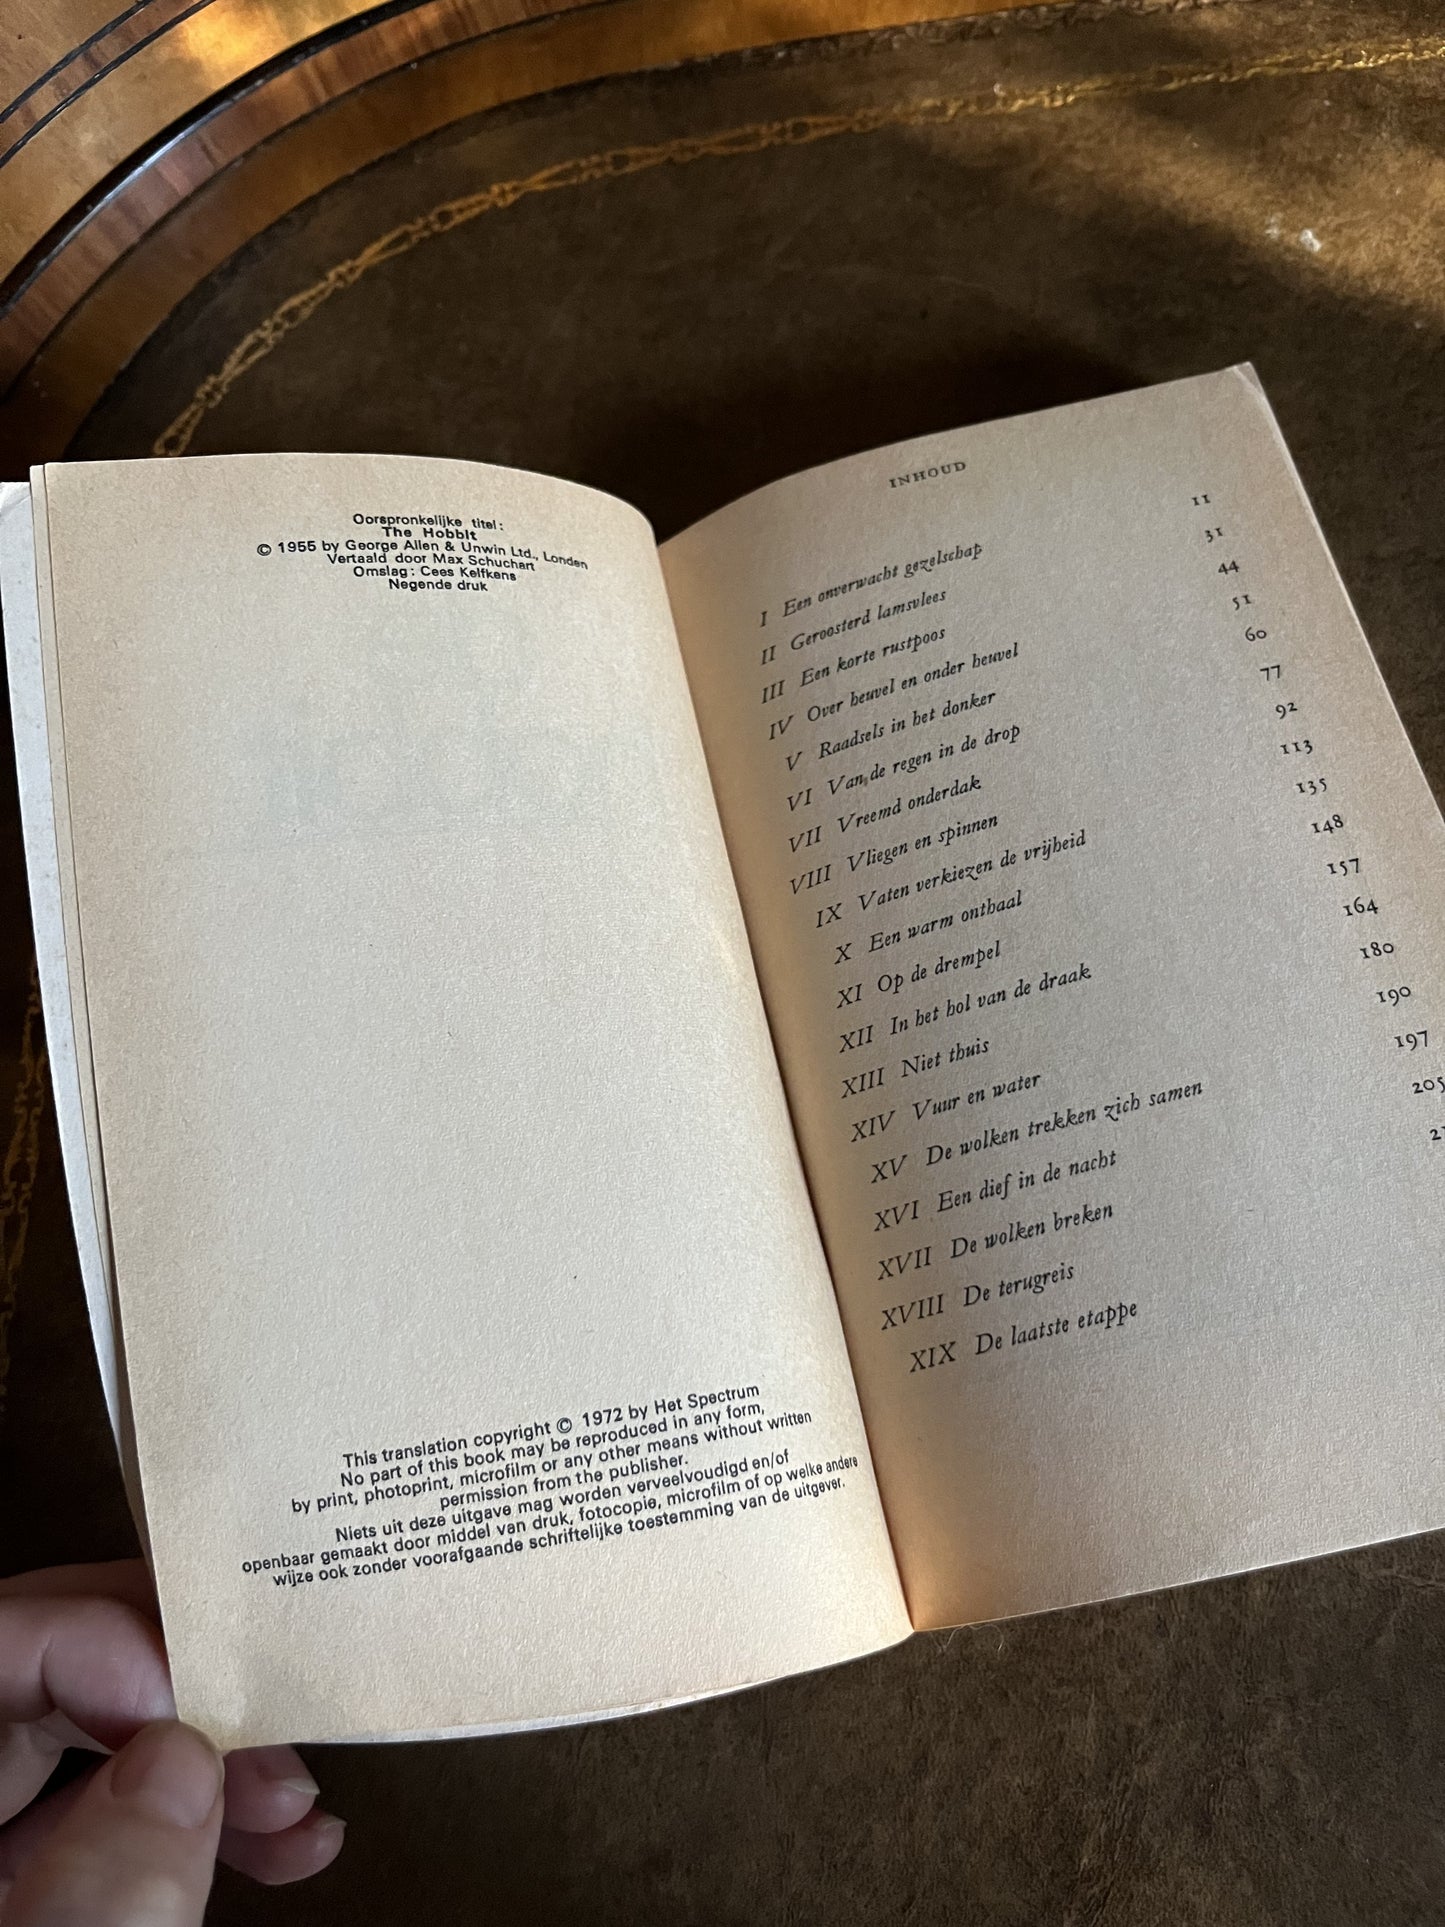 Oorspronkelijke titel:
The Hobbit
© 1955 by George Allen & Unwin Ltd., Londen
Vertaald door Max Schuchart
Omslag: Cees Kelfkens
Negende druk
This translation copyright © 1972 by Het Spectrum
No part of this book may be reproduced in any form,
by print, photoprint, microfilm or any other means without written
permission from the publisher.
Niets uit deze uitgave mag worden verveelvoudigd en/of
openbaar gemaakt door middel van druk, fotocopie, microfilm of op welke andere
wijze ook zonder voorafgaande schriftelijke toestemming van de uitgever.
INHOUD
I Een onverwacht gezelschap 11
II Geroosterd lamsvlees 31
III Een korte rustpoos 44
IV Over heuvel en onder heuvel 51
V Raadsels in het donker 60
VI Van de regen in de drop 77
VII Vreemd onderdak 92
VIII Vliegen en spinnen 113
IX Vaten verkiezen de vrijheid 135
X Een warm onthaal 148
XI Op de drempel 157
XII In het hol van de draak 164
XIII Niet thuis 180
XIV Vuur en water 190
XV De wolken trekken zich samen 197
XVI Een dief in de nacht 205
XVII De wolken breken
XVIII De terugreis
XIX De laatste etappe